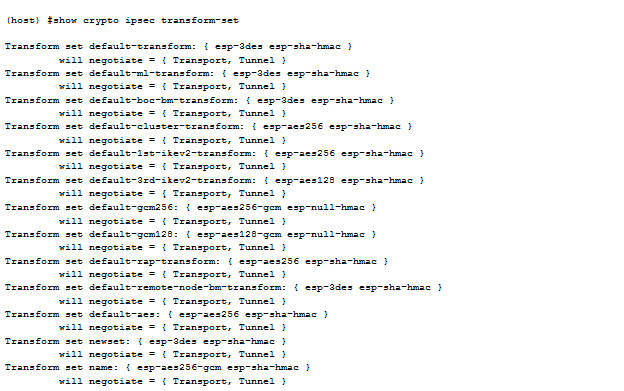 (host) #show crypto ipsec transform-set
Transform set default-transform: { esp-3des esp-sha-hmac }
will negotiate = { Transport, Tunnel }
Transform set default-ml-transform: { esp-3des esp-sha-hmac }
will negotiate = { Transport, Tunnel }
Transform set default-boc-bm-transform: { esp-3des esp-sha-hmac }
will negotiate = { Transport, Tunnel }
Transform set default-cluster-transform: { esp-aes256 esp-sha-hmac }
will negotiate = { Transport, Tunnel }
Transform set default-1st-ikev2-transform: { esp-aes256 esp-sha-hmac }
will negotiate = { Transport, Tunnel }
Transform set default-3rd-ikev2-transform: { esp-aes128 esp-sha-hmac }
will negotiate = { Transport, Tunnel }
Transform set default-gcm256: { esp-aes256-gcm esp-null-hmac }
will negotiate = { Transport, Tunnel }
Transform set default-gcm128: { esp-aes128-gcm esp-null-hmac }
will negotiate = { Transport, Tunnel }
Transform set default-rap-transform: { esp-aes256 esp-sha-hmac }
will negotiate = { Transport, Tunnel }
Transform set default-remote-node-bm-transform: { esp-3des esp-sha-hmac }
will negotiate = { Transport, Tunnel }
Transform set default-aes: { esp-aes256 esp-sha-hmac }
will negotiate = { Transport, Tunnel }
Transform set newset: { esp-3des esp-sha-hmac }
will negotiate = { Transport, Tunnel }
Transform set name: { esp-aes256-gcm esp-sha-hmac }
will negotiate = { Transport, Tunnel }